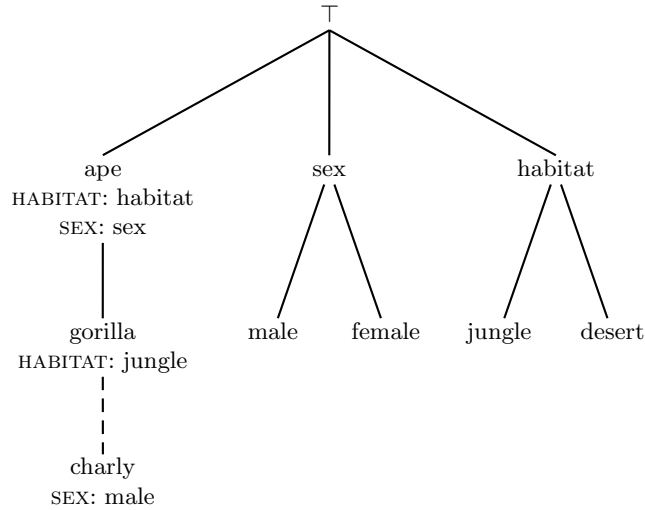 ⊤
ape sex habitat
HABITAT: habitat
SEX: sex
gorilla male female jungle desert
HABITAT: jungle
charly
SEX: male